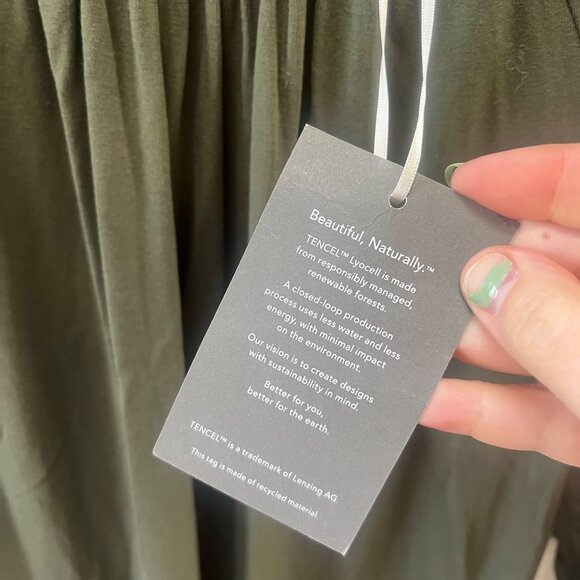 Beautiful, Naturally.™
TENCEL™ Lyocell is made
from responsibly managed,
renewable forests.
A closed-loop production
process uses less water and less
energy, with minimal impact
on the environment.
Our vision is to create designs
with sustainability in mind.
Better for you,
better for the earth.
TENCEL™ is a trademark of Lenzing AG.
This tag is made of recycled material.